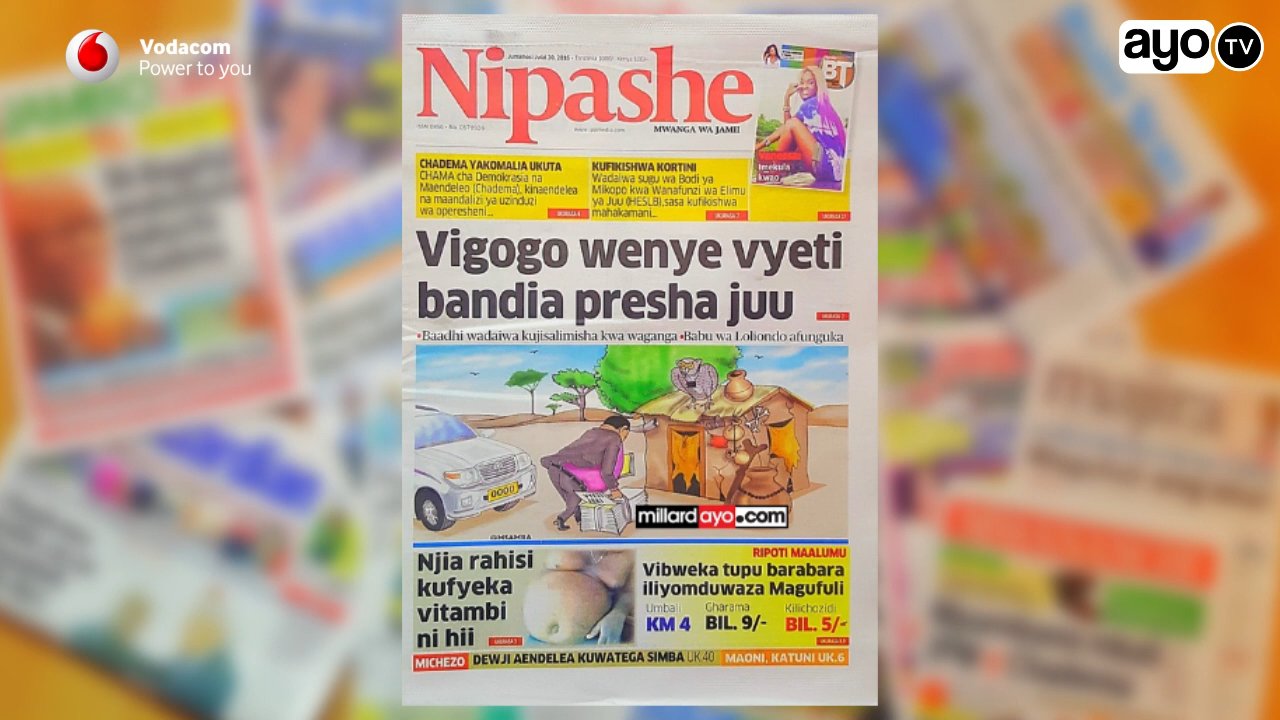 Vodacom
Power to you
ayo TV
Nipashe
MWANGA WA JAMII
BT
CHADEMA YAKOMALIA UKUTA
CHAMA cha Demokrasia na
Maendeleo (Chadema), kinaendelea
na maandalizi ya uzinduzi
wa operesheni...
KUFIKISHWA KORTINI
Wadaiwa sugu wa Bodi ya
Mikopo kwa Wanafunzi wa Elimu
ya Juu (HESLB),sasa kufikishwa
mahakamani...
Imekula
kwao
Vigogo wenye vyeti
bandia presha juu
•Baadhi wadaiwa kujisalimisha kwa waganga •Babu wa Loliondo afunguka
millardayo.com
Njia rahisi
kufyeka
vitambi
ni hii
RIPOTI MAALUMU
Vibweka tupu barabara
iliyomduwaza Magufuli
Umbali
KM 4
Gharama
BIL. 9/-
Kilichozidi
BIL. 5/-
MICHEZO DEWJI AENDELEA KUWATEGA SIMBA UK.40 MAONI, KATUNI UK.6